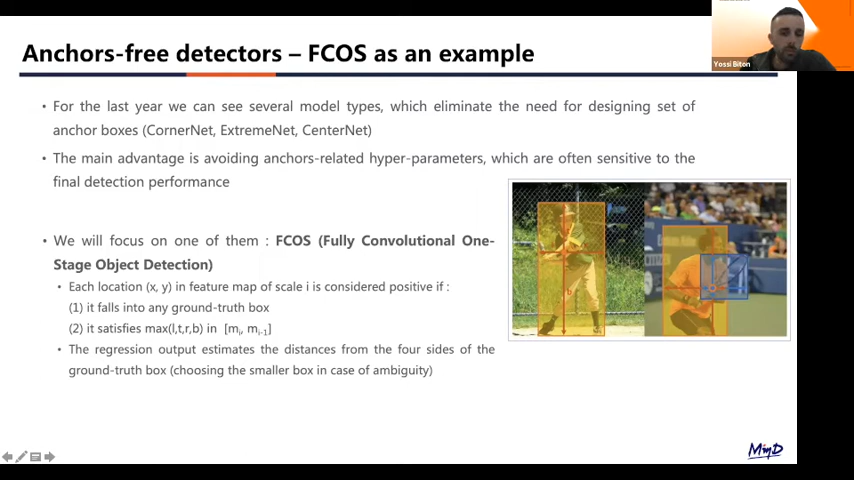 Yossi Biton
Anchors-free detectors – FCOS as an example
• For the last year we can see several model types, which eliminate the need for designing set of
anchor boxes (CornerNet, ExtremeNet, CenterNet)
• The main advantage is avoiding anchors-related hyper-parameters, which are often sensitive to the
final detection performance
• We will focus on one of them : FCOS (Fully Convolutional One-
Stage Object Detection)
• Each location (x, y) in feature map of scale i is considered positive if :
(1) it falls into any ground-truth box
(2) it satisfies max(l,t,r,b) in [mᵢ, mᵢ₋₁]
• The regression output estimates the distances from the four sides of the
ground-truth box (choosing the smaller box in case of ambiguity)
MinD